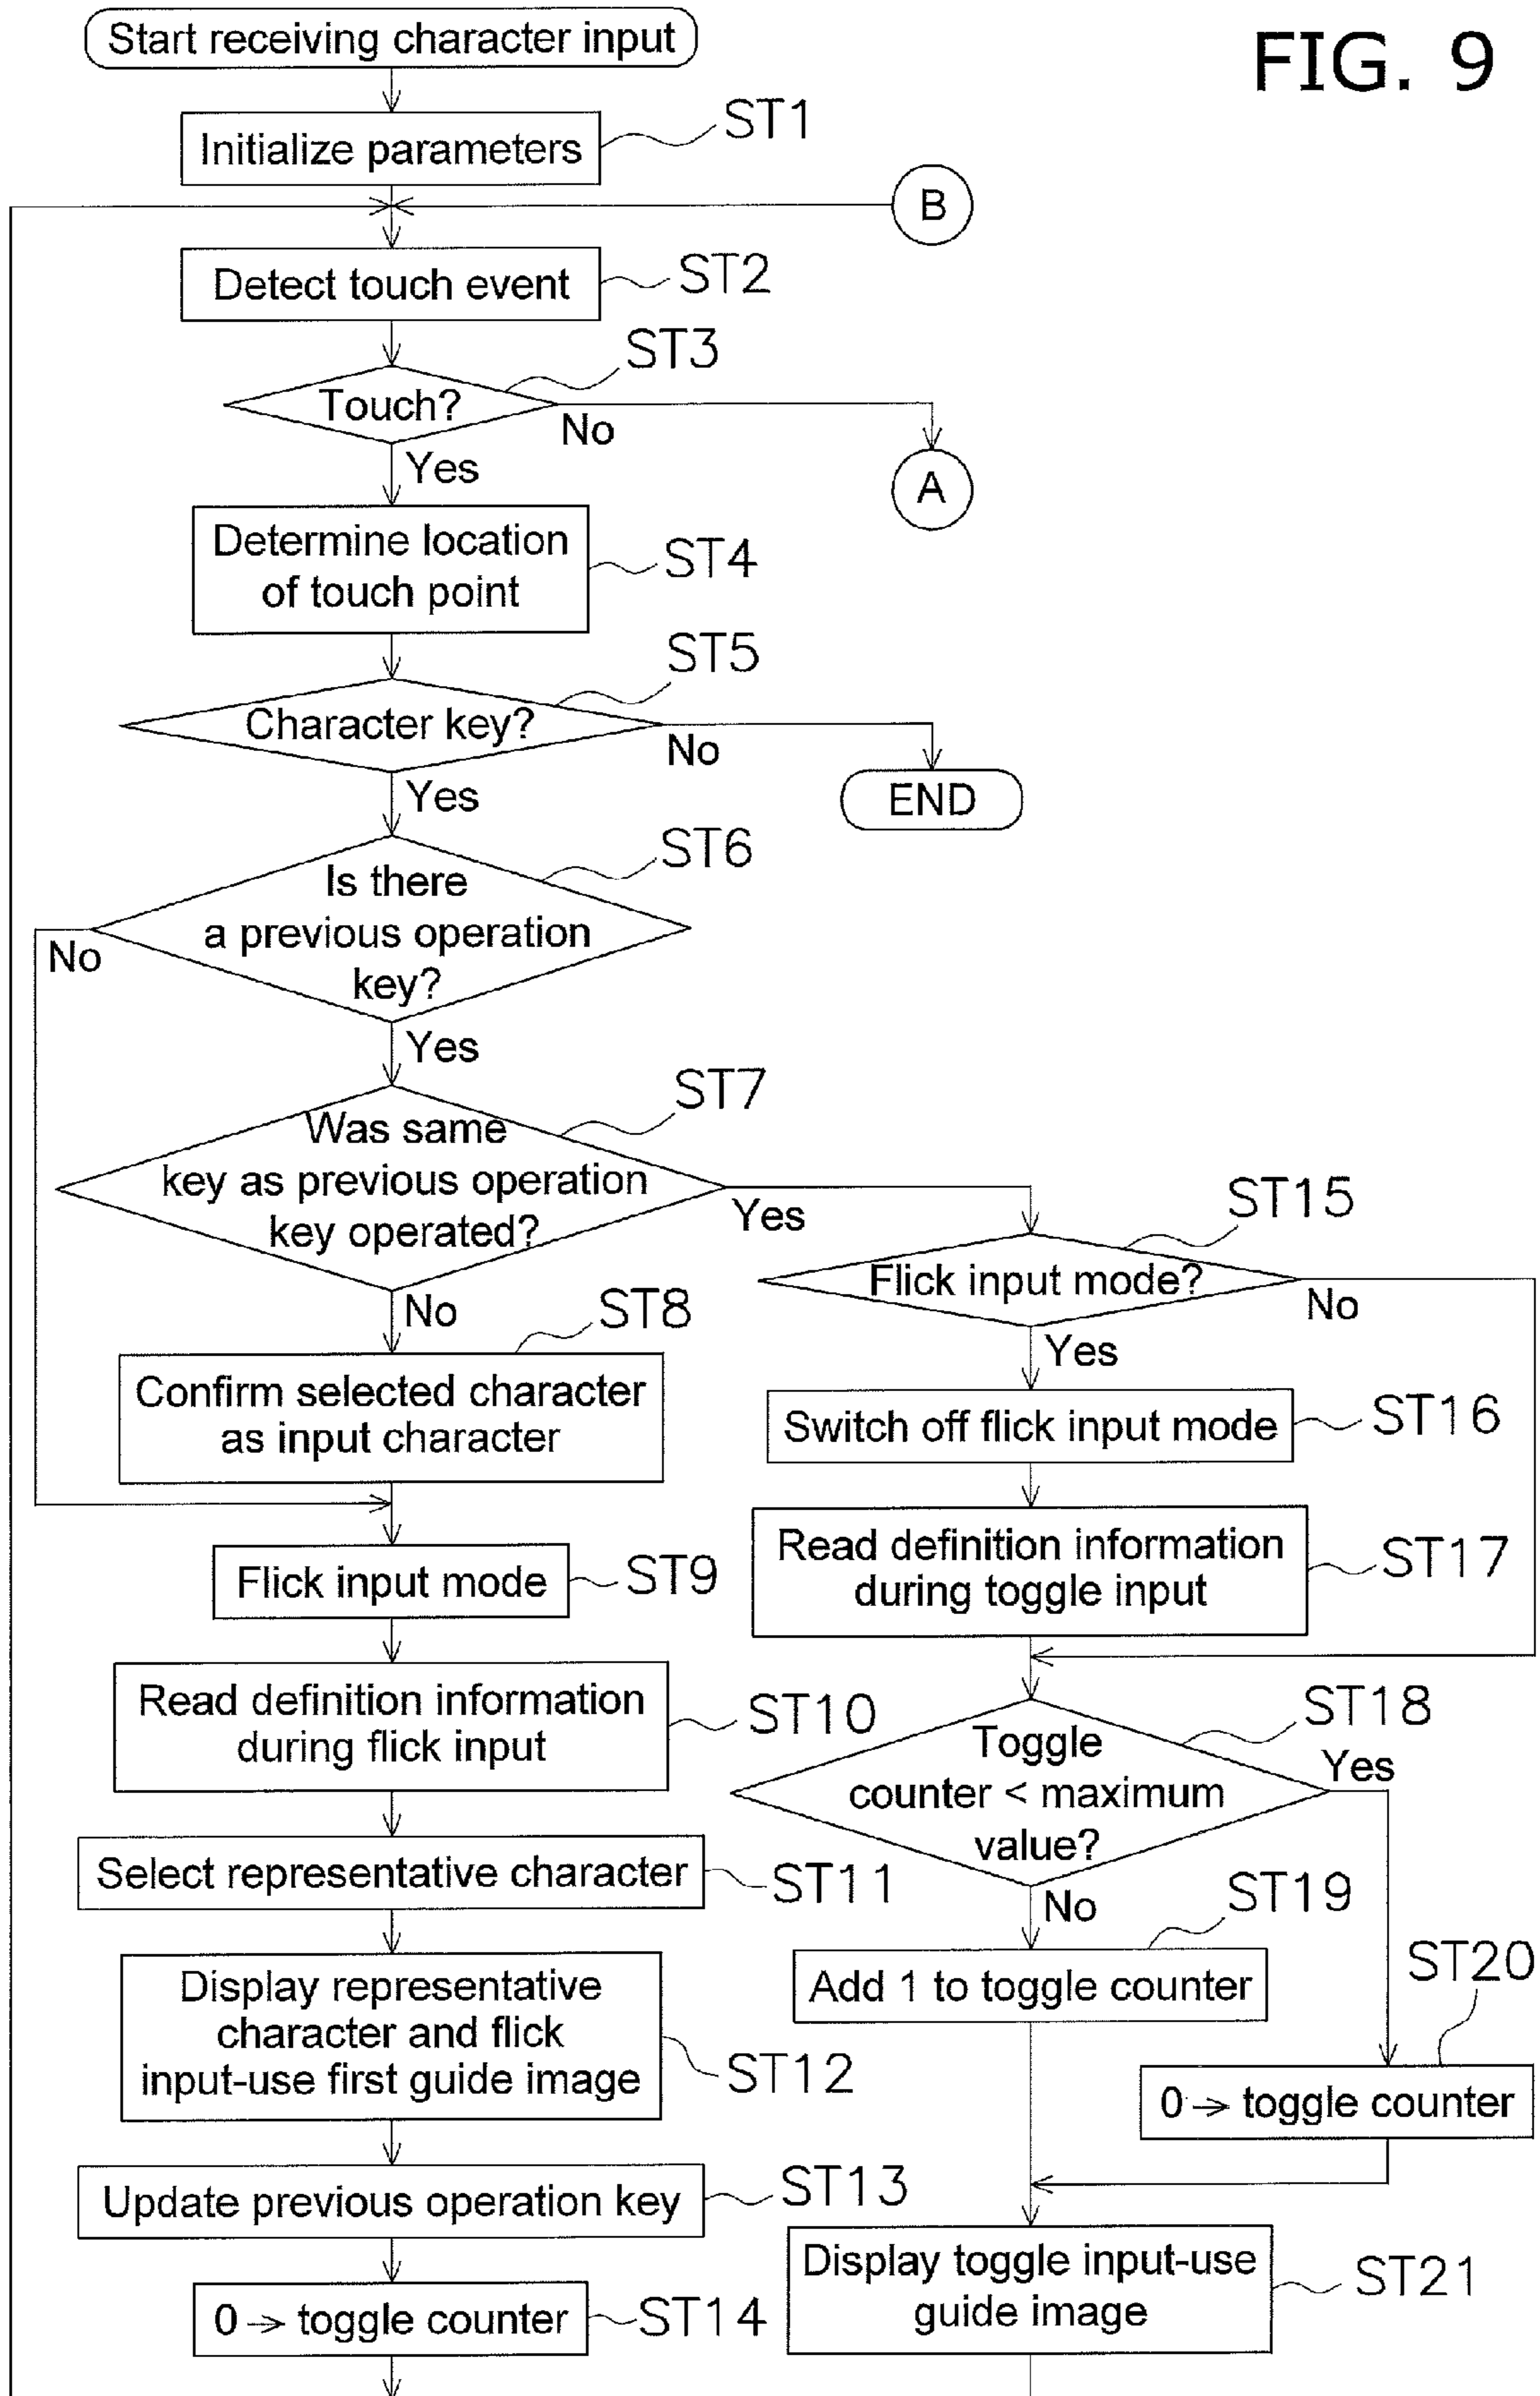 FIG. 9
Start receiving character input
Initialize parameters
ST1
B
Detect touch event
ST2
ST3
Touch?
No
Yes
A
Determine location
of touch point
ST4
ST5
Character key?
No
Yes
END
ST6
Is there
a previous operation
key?
No
Yes
ST7
Was same
key as previous operation
key operated?
Yes
No
ST8
Confirm selected character
as input character
Flick input mode
ST9
Read definition information
during flick input
ST10
Select representative character
ST11
Display representative
character and flick
input-use first guide image
ST12
Update previous operation key
ST13
0 → toggle counter
ST14
ST15
Flick input mode?
No
Yes
Switch off flick input mode
ST16
Read definition information
during toggle input
ST17
ST18
Toggle
counter < maximum
value?
Yes
No
ST19
Add 1 to toggle counter
ST20
0 → toggle counter
Display toggle input-use
guide image
ST21